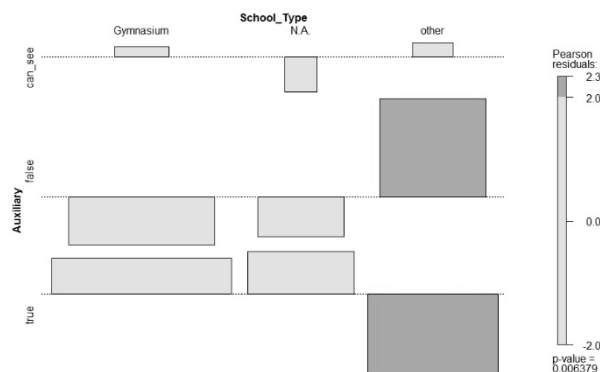 School_Type
Gymnasium N.A. other
Auxiliary
can_see
false
true
Pearson
residuals:
2.3
2.0
0.0
-2.0
p-value =
0.006379